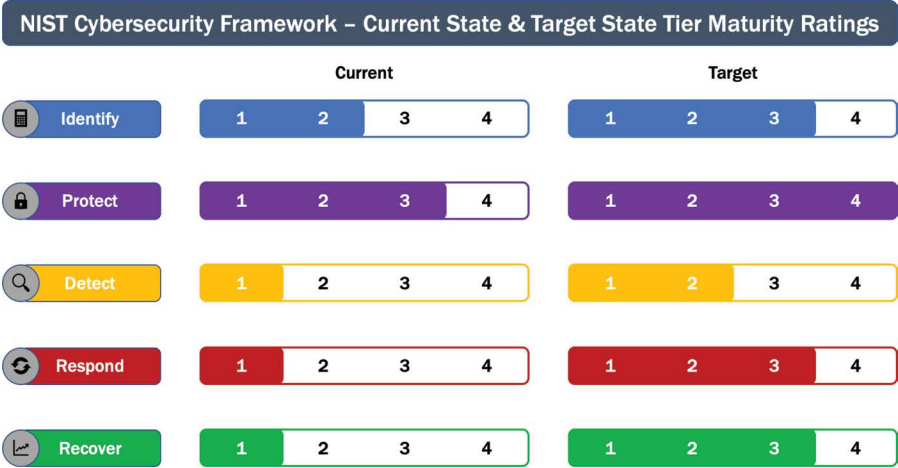 NIST Cybersecurity Framework – Current State & Target State Tier Maturity Ratings
Current Target
Identify 1 2 3 4 1 2 3 4
Protect 1 2 3 4 1 2 3 4
Detect 1 2 3 4 1 2 3 4
Respond 1 2 3 4 1 2 3 4
Recover 1 2 3 4 1 2 3 4